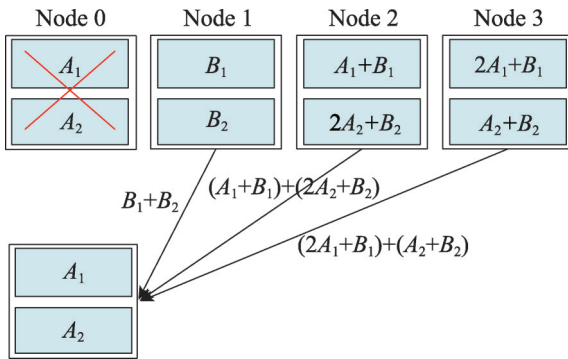 Node 0 Node 1 Node 2 Node 3
A₁ B₁ A₁+B₁ 2A₁+B₁
A₂ B₂ 2A₂+B₂ A₂+B₂
B₁+B₂ (A₁+B₁)+(2A₂+B₂)
(2A₁+B₁)+(A₂+B₂)
A₁
A₂